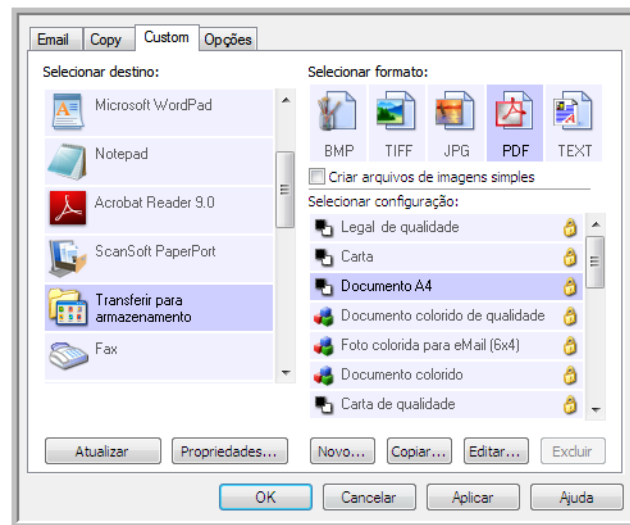 Email Copy Custom Opções
Selecionar destino:
Microsoft WordPad
Notepad
Acrobat Reader 9.0
ScanSoft PaperPort
Transferir para
armazenamento
Fax
Atualizar Propriedades...
Selecionar formato:
BMP TIFF JPG PDF TEXT
Criar arquivos de imagens simples
Selecionar configuração:
Legal de qualidade
Carta
Documento A4
Documento colorido de qualidade
Foto colorida para eMail (6x4)
Documento colorido
Carta de qualidade
Novo... Copiar... Editar... Excluir
OK Cancelar Aplicar Ajuda